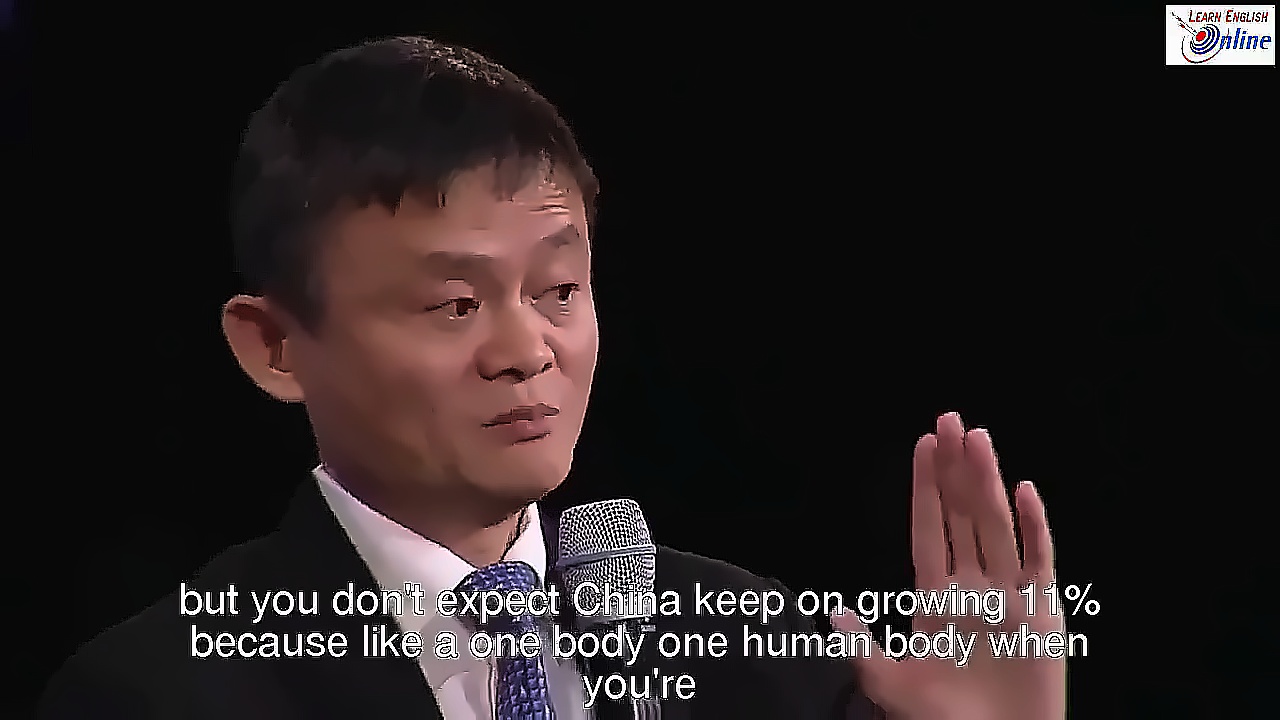 LEARN ENGLISH
Online
but you don't expect China keep on growing 11%
because like a one body one human body when
you're